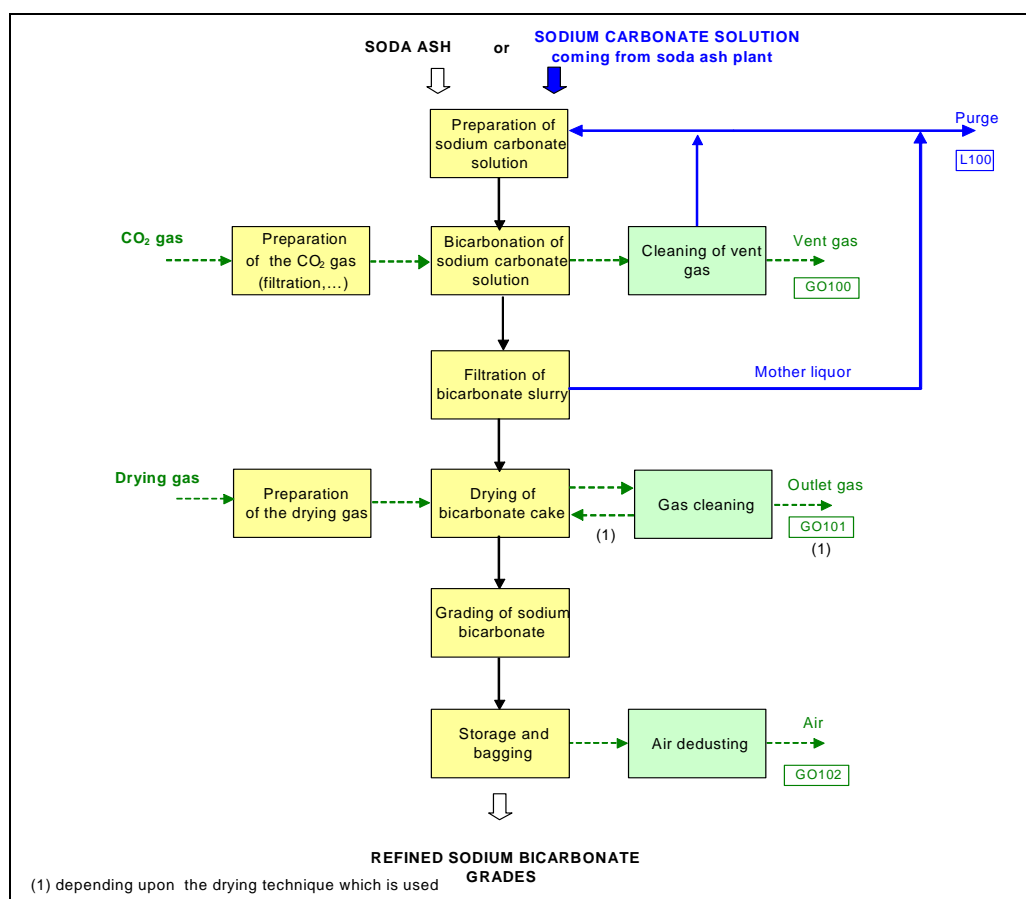 SODA ASH or SODIUM CARBONATE SOLUTION
coming from soda ash plant
Preparation of
sodium carbonate
solution
Purge
L100
CO₂ gas
Preparation
of the CO₂ gas
(filtration,…)
Bicarbonation of
sodium carbonate
solution
Cleaning of vent
gas
Vent gas
GO100
Filtration of
bicarbonate slurry
Mother liquor
Drying gas
Preparation
of the drying gas
Drying of
bicarbonate cake
(1)
Gas cleaning
Outlet gas
GO101
(1)
Grading of sodium
bicarbonate
Storage and
bagging
Air dedusting
Air
GO102
REFINED SODIUM BICARBONATE
GRADES
(1) depending upon the drying technique which is used